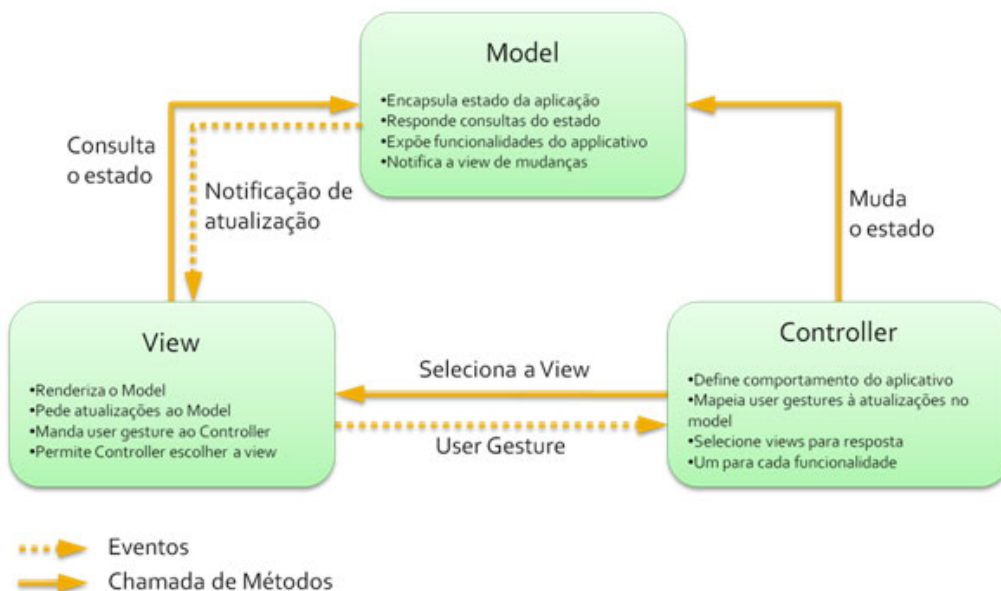 Model
•Encapsula estado da aplicação
•Responde consultas do estado
•Expõe funcionalidades do applicativo
•Notifica a view de mudanças
Consulta
o estado
Notificação de
atualização
Muda
o estado
View
•Renderiza o Model
•Pede atualizações ao Model
•Manda user gesture ao Controller
•Permite Controller escolher a view
Seleciona a View
User Gesture
Controller
•Define comportamento do aplicativo
•Mapeia user gestures à atualizações no
model
•Selecione views para resposta
•Um para cada funcionalidade
Eventos
Chamada de Métodos